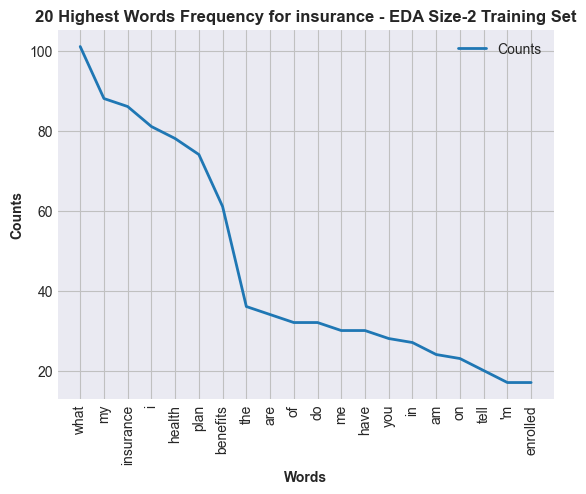 20 Highest Words Frequency for insurance - EDA Size-2 Training Set
Counts
100
80
60
40
20
Counts
what
my
insurance
i
health
plan
benefits
the
are
of
do
me
have
you
in
am
on
tell
'm
enrolled
Words